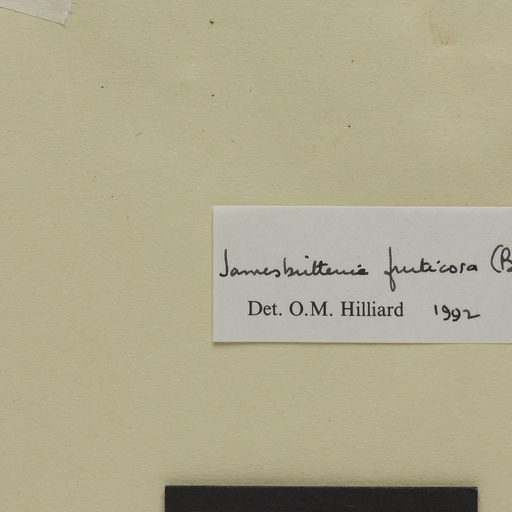 Jamesbrittenia fruticosa (B
Det. O.M. Hilliard 1992